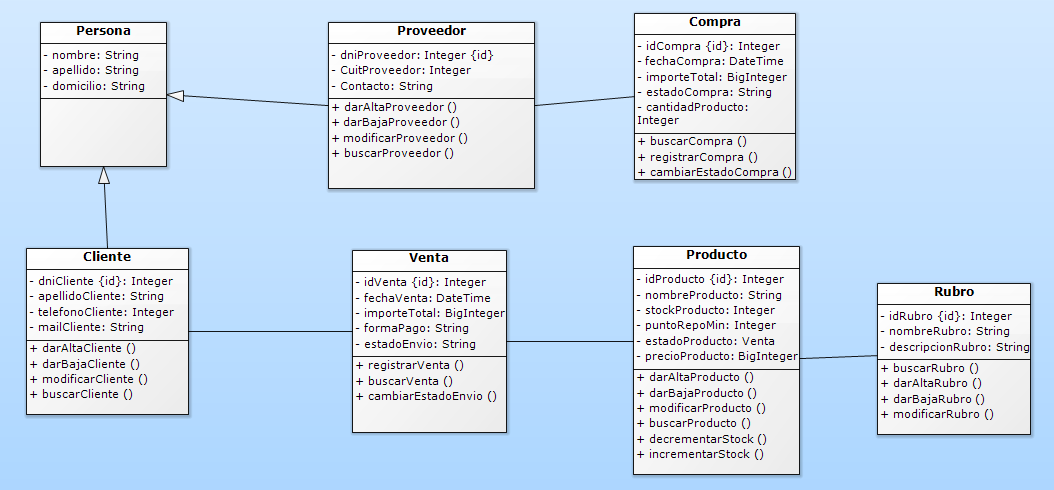 Persona
- nombre: String
- apellido: String
- domicilio: String
Proveedor
- dniProveedor: Integer {id}
- CuitProveedor: Integer
- Contacto: String
+ darAltaProveedor ()
+ darBajaProveedor ()
+ modificarProveedor ()
+ buscarProveedor ()
Compra
- idCompra {id}: Integer
- fechaCompra: DateTime
- importeTotal: BigInteger
- estadoCompra: String
- cantidadProducto:
Integer
+ buscarCompra ()
+ registrarCompra ()
+ cambiarEstadoCompra ()
Cliente
- dniCliente {id}: Integer
- apellidoCliente: String
- telefonoCliente: Integer
- mailCliente: String
+ darAltaCliente ()
+ darBajaCliente ()
+ modificarCliente ()
+ buscarCliente ()
Venta
- idVenta {id}: Integer
- fechaVenta: DateTime
- importeTotal: BigInteger
- formaPago: String
- estadoEnvio: String
+ registrarVenta ()
+ buscarVenta ()
+ cambiarEstadoEnvio ()
Producto
- idProducto {id}: Integer
- nombreProducto: String
- stockProducto: Integer
- puntoRepoMin: Integer
- estadoProducto: Venta
- precioProducto: BigInteger
+ darAltaProducto ()
+ darBajaProducto ()
+ modificarProducto ()
+ buscarProducto ()
+ decrementarStock ()
+ incrementarStock ()
Rubro
- idRubro {id}: Integer
- nombreRubro: String
- descripcionRubro: String
+ buscarRubro ()
+ darAltaRubro ()
+ darBajaRubro ()
+ modificarRubro ()